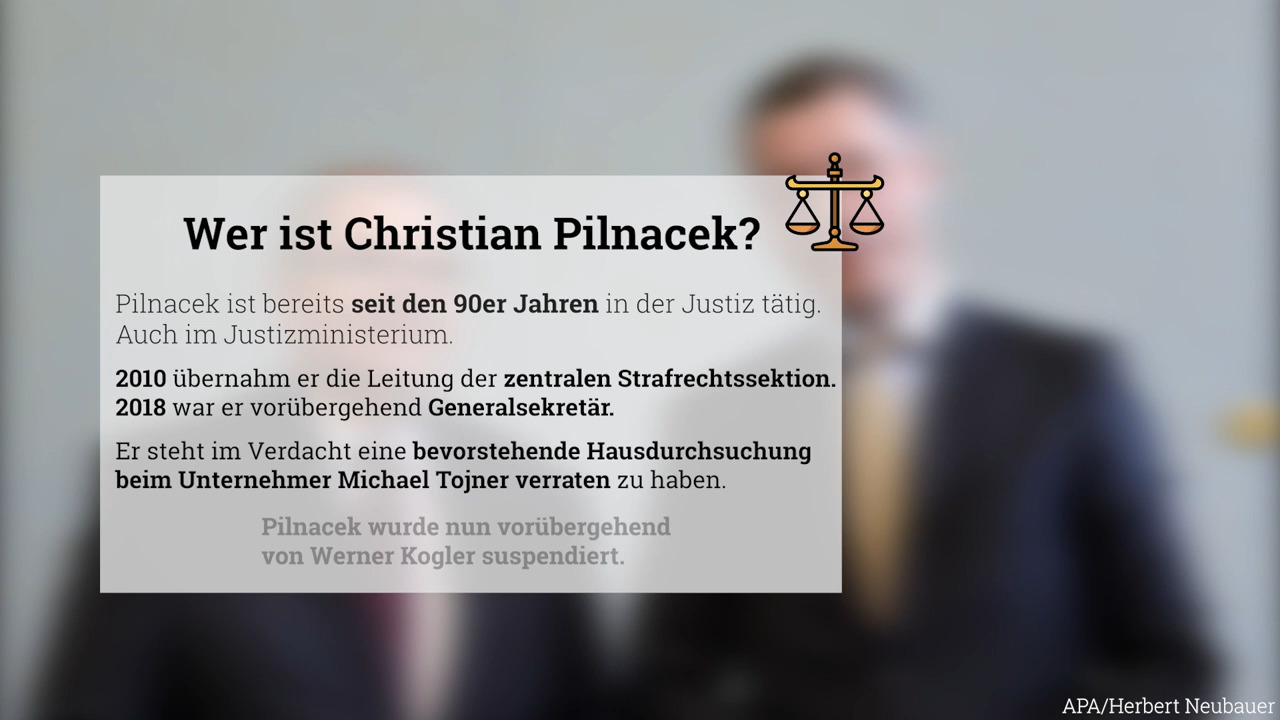 Wer ist Christian Pilnacek?
Pilnacek ist bereits seit den 90er Jahren in der Justiz tätig.
Auch im Justizministerium.
2010 übernahm er die Leitung der zentralen Strafrechtssektion.
2018 war er vorübergehend Generalsekretär.
Er steht im Verdacht eine bevorstehende Hausdurchsuchung
beim Unternehmer Michael Tojner verraten zu haben.
Pilnacek wurde nun vorübergehend
von Werner Kogler suspendiert.
APA/Herbert Neubauer